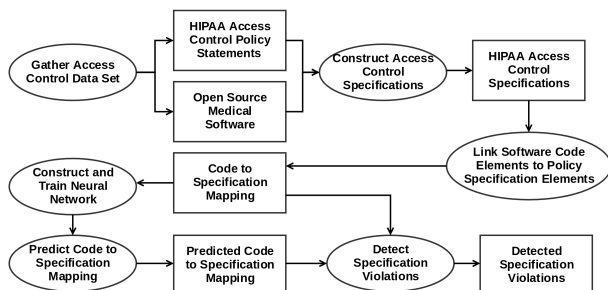 Gather Access
Control Data Set
HIPAA Access
Control Policy
Statements
Open Source
Medical
Software
Construct Access
Control
Specifications
HIPAA Access
Control
Specifications
Link Software Code
Elements to Policy
Specification Elements
Code to
Specification
Mapping
Construct and
Train Neural
Network
Predict Code to
Specification
Mapping
Predicted Code
to Specification
Mapping
Detect
Specification
Violations
Detected
Specification
Violations